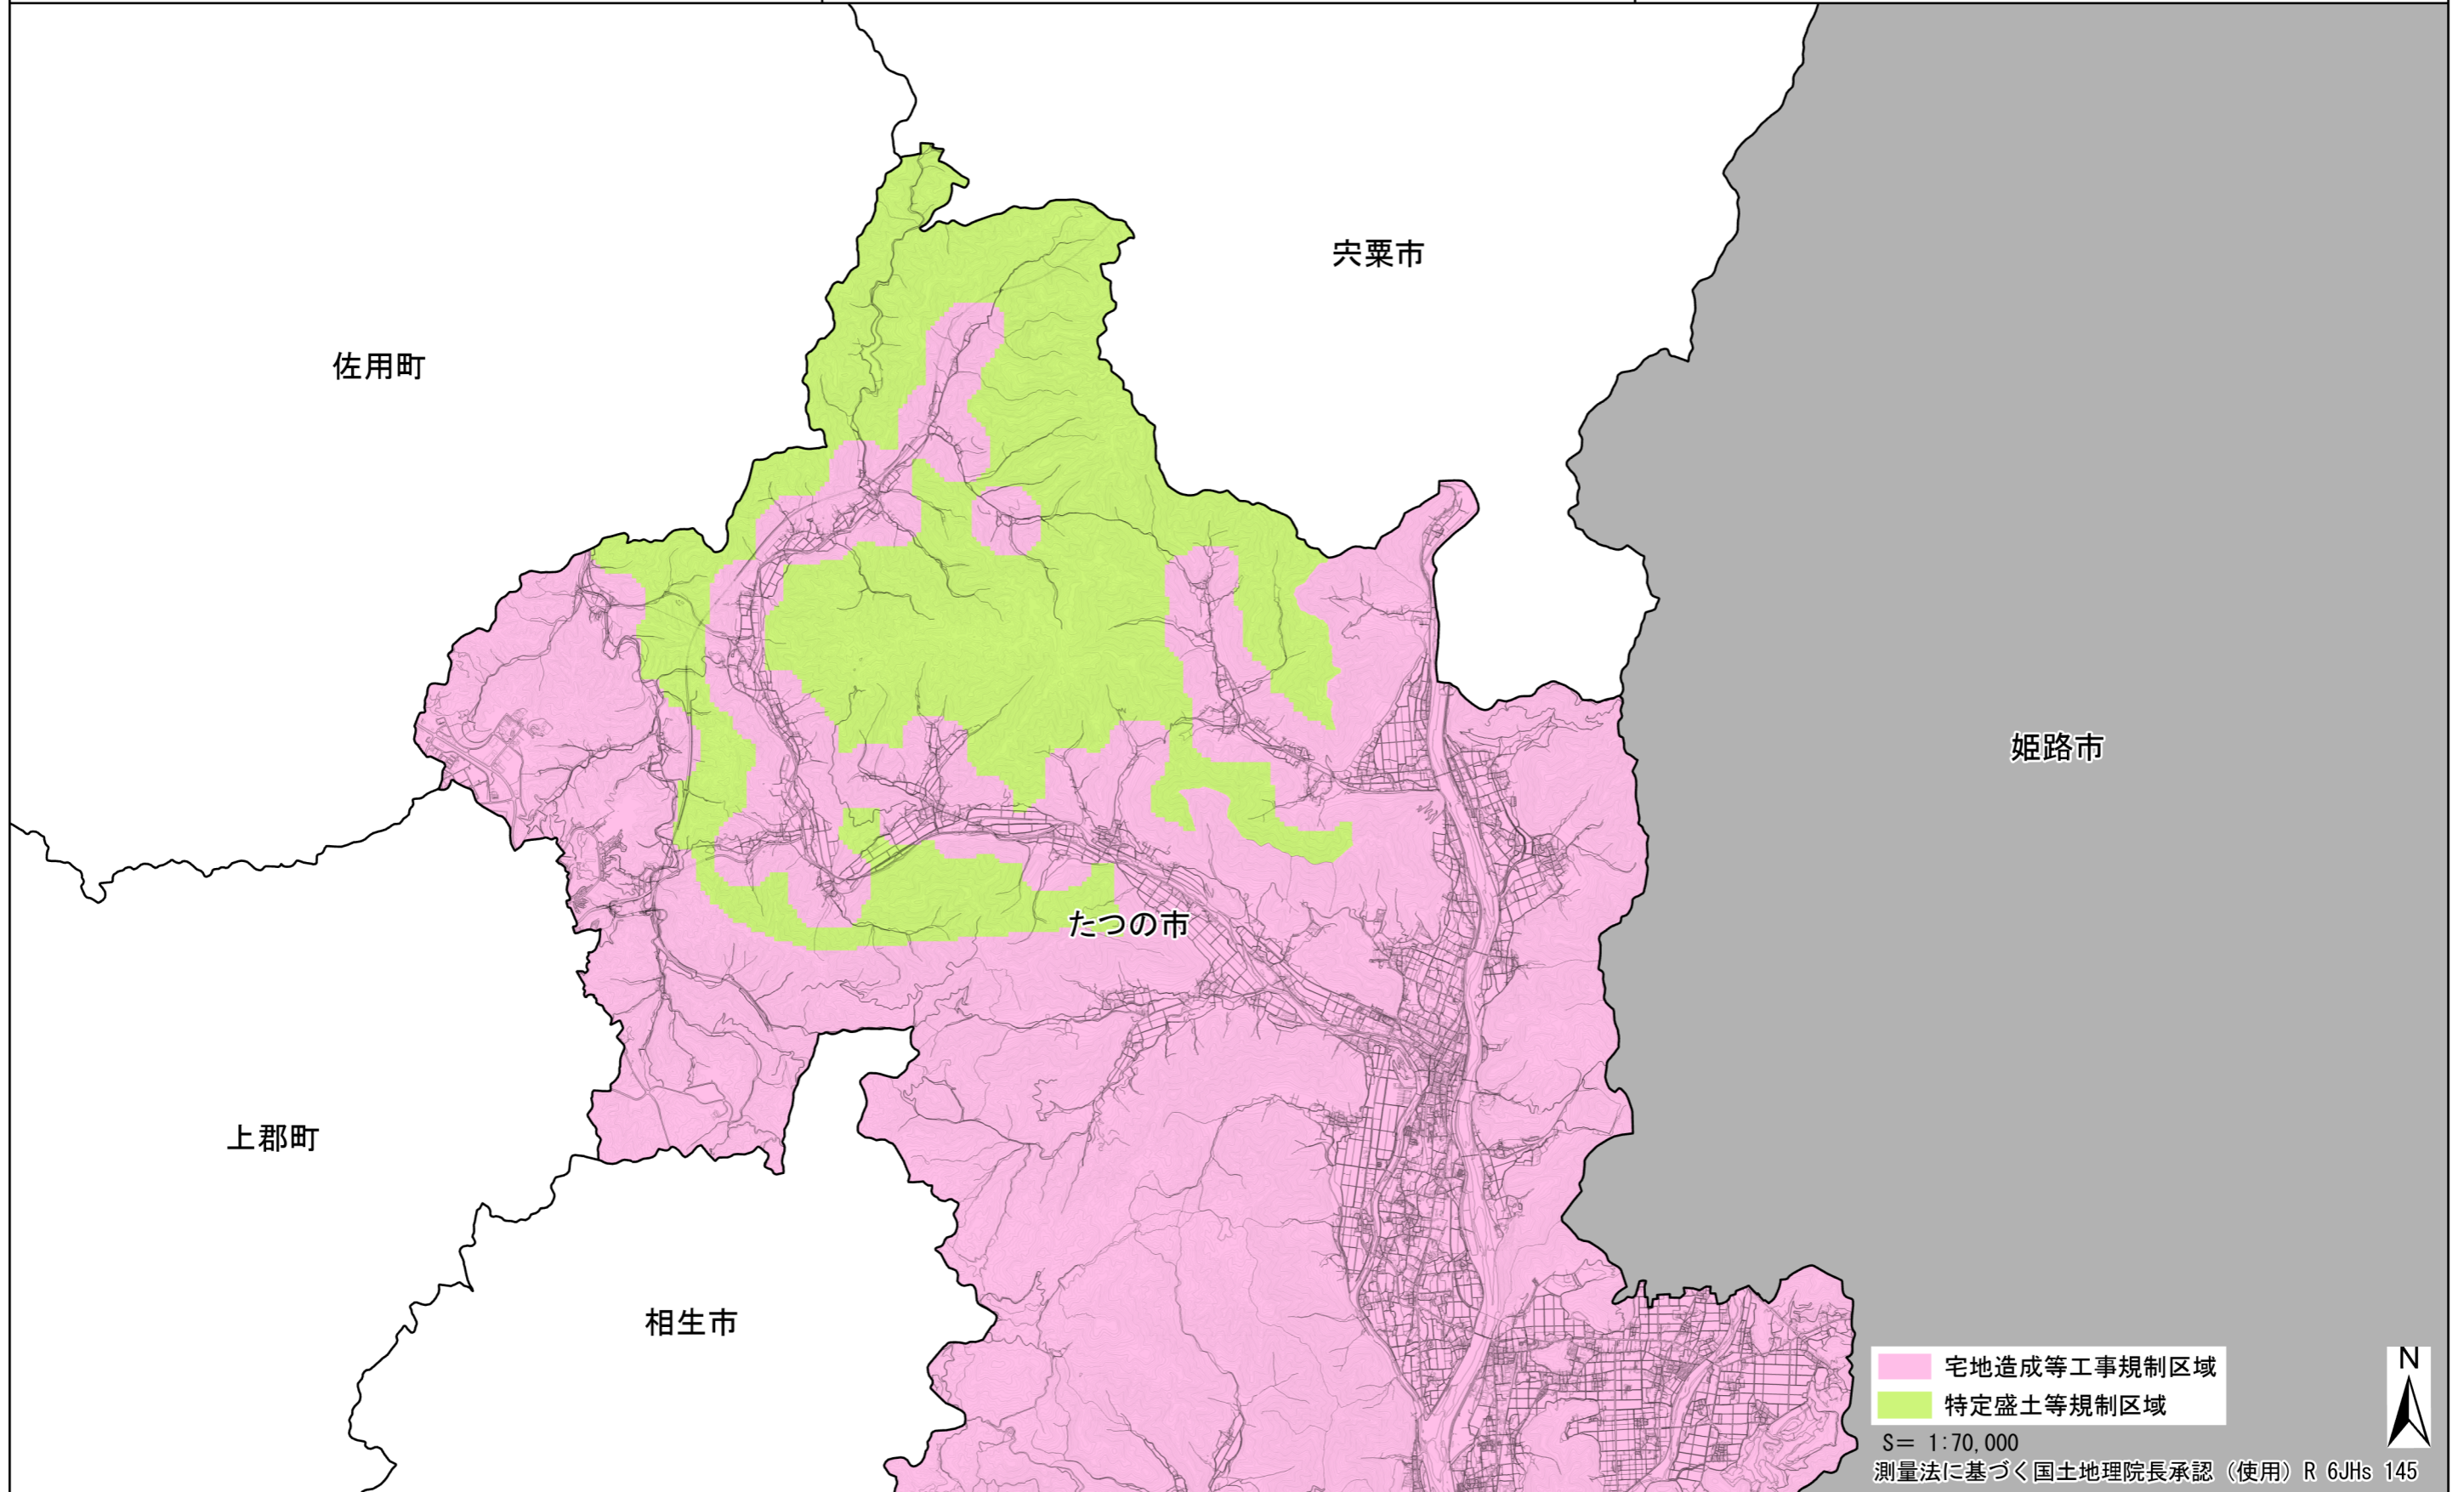 宍粟市
佐用町
姫路市
たつの市
上郡町
相生市
宅地造成等工事規制区域
特定盛土等規制区域
N
S= 1:70,000
測量法に基づく国土地理院長承認（使用）R 6JHs 145